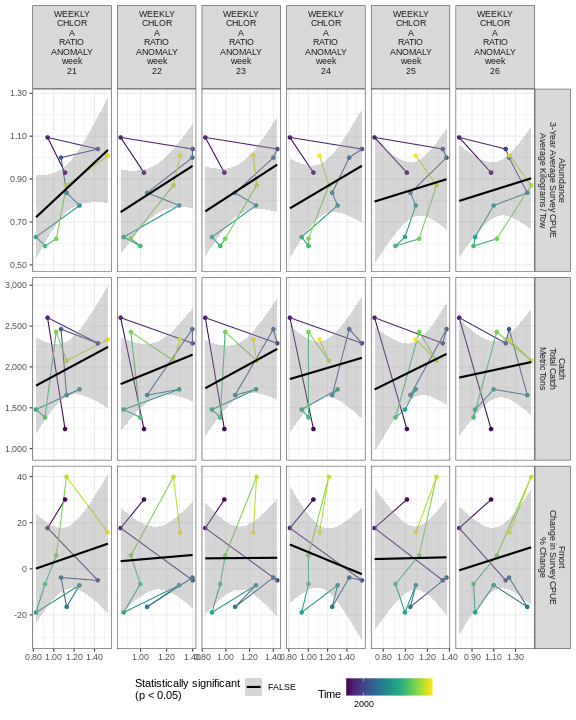 WEEKLY CHLOR A RATIO ANOMALY week 21
WEEKLY CHLOR A RATIO ANOMALY week 22
WEEKLY CHLOR A RATIO ANOMALY week 23
WEEKLY CHLOR A RATIO ANOMALY week 24
WEEKLY CHLOR A RATIO ANOMALY week 25
WEEKLY CHLOR A RATIO ANOMALY week 26
1.30
1.10
0.90
0.70
0.50
Abundance
3-Year Average Survey CPUE
Average Kilograms / Tow
3,000
2,500
2,000
1,500
1,000
Catch
Total Catch
Metric Tons
40
20
0
-20
Fmort
Change in Survey CPUE
% Change
0.80 1.00 1.20 1.40
1.00 1.20 1.40
0.80 1.00 1.20 1.40
1.00 1.20 1.40
0.80 1.00 1.20 1.40
0.90 1.10 1.30
Statistically significant
(p < 0.05)
FALSE
Time
2000